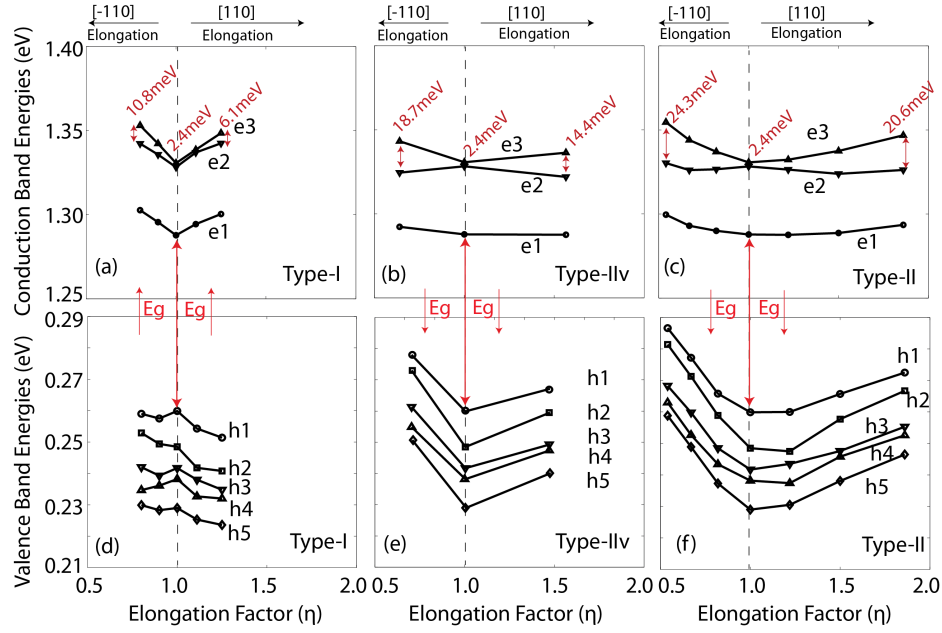 [-110]
[110]
[-110]
[110]
[-110]
[110]
Elongation
Elongation
Elongation
Elongation
Elongation
Elongation
Conduction Band Energies (eV)
1.40
1.35
1.30
1.25
10.8meV
2.4meV
6.1meV
e3
e2
e1
(a)
Type-I
18.7meV
2.4meV
14.4meV
e3
e2
e1
(b)
Type-IIv
24.3meV
2.4meV
20.6meV
e3
e2
e1
(c)
Type-II
Eg
Eg
Eg
Eg
Eg
Eg
Valence Band Energies (eV)
0.29
0.27
0.25
0.23
0.21
h1
h2
h3
h4
h5
(d)
Type-I
h1
h2
h3
h4
h5
(e)
Type-IIv
h1
h2
h3
h4
h5
(f)
Type-II
0.5
1.0
1.5
2.0
0.5
1.0
1.5
2.0
0.5
1.0
1.5
2.0
Elongation Factor (η)
Elongation Factor (η)
Elongation Factor (η)